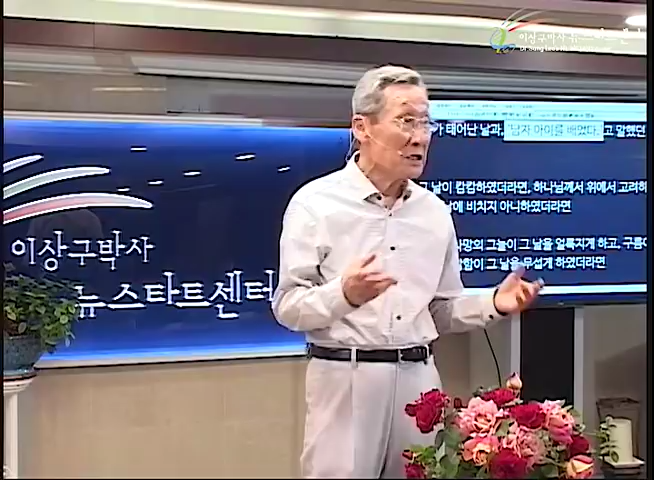 이상구박사
가 태어난 날과, '남자 아이를 배었다.'고 말했던
그 날이 캄캄하였더라면, 하나님께서 위에서 고려하
날에 비치지 아니하였더라면
사망의 그늘이 그 날을 얼룩지게 하고, 구름
캄함이 그 날을 무섭게 하였더라면
이상구박사
뉴스타트센터